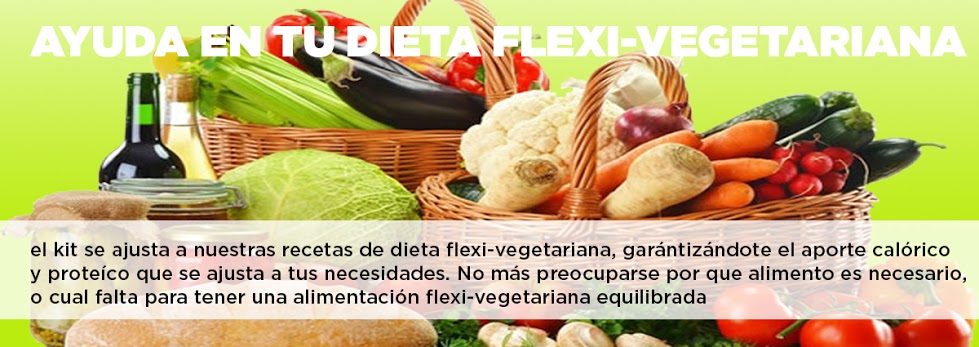 AYUDA EN TU DIETA FLEXI-VEGETARIANA
el kit se ajusta a nuestras recetas de dieta flexi-vegetariana, garántizándote el aporte calórico
y proteíco que se ajusta a tus necesidades. No más preocuparse por que alimento es necesario,
o cual falta para tener una alimentación flexi-vegetariana equilibrada